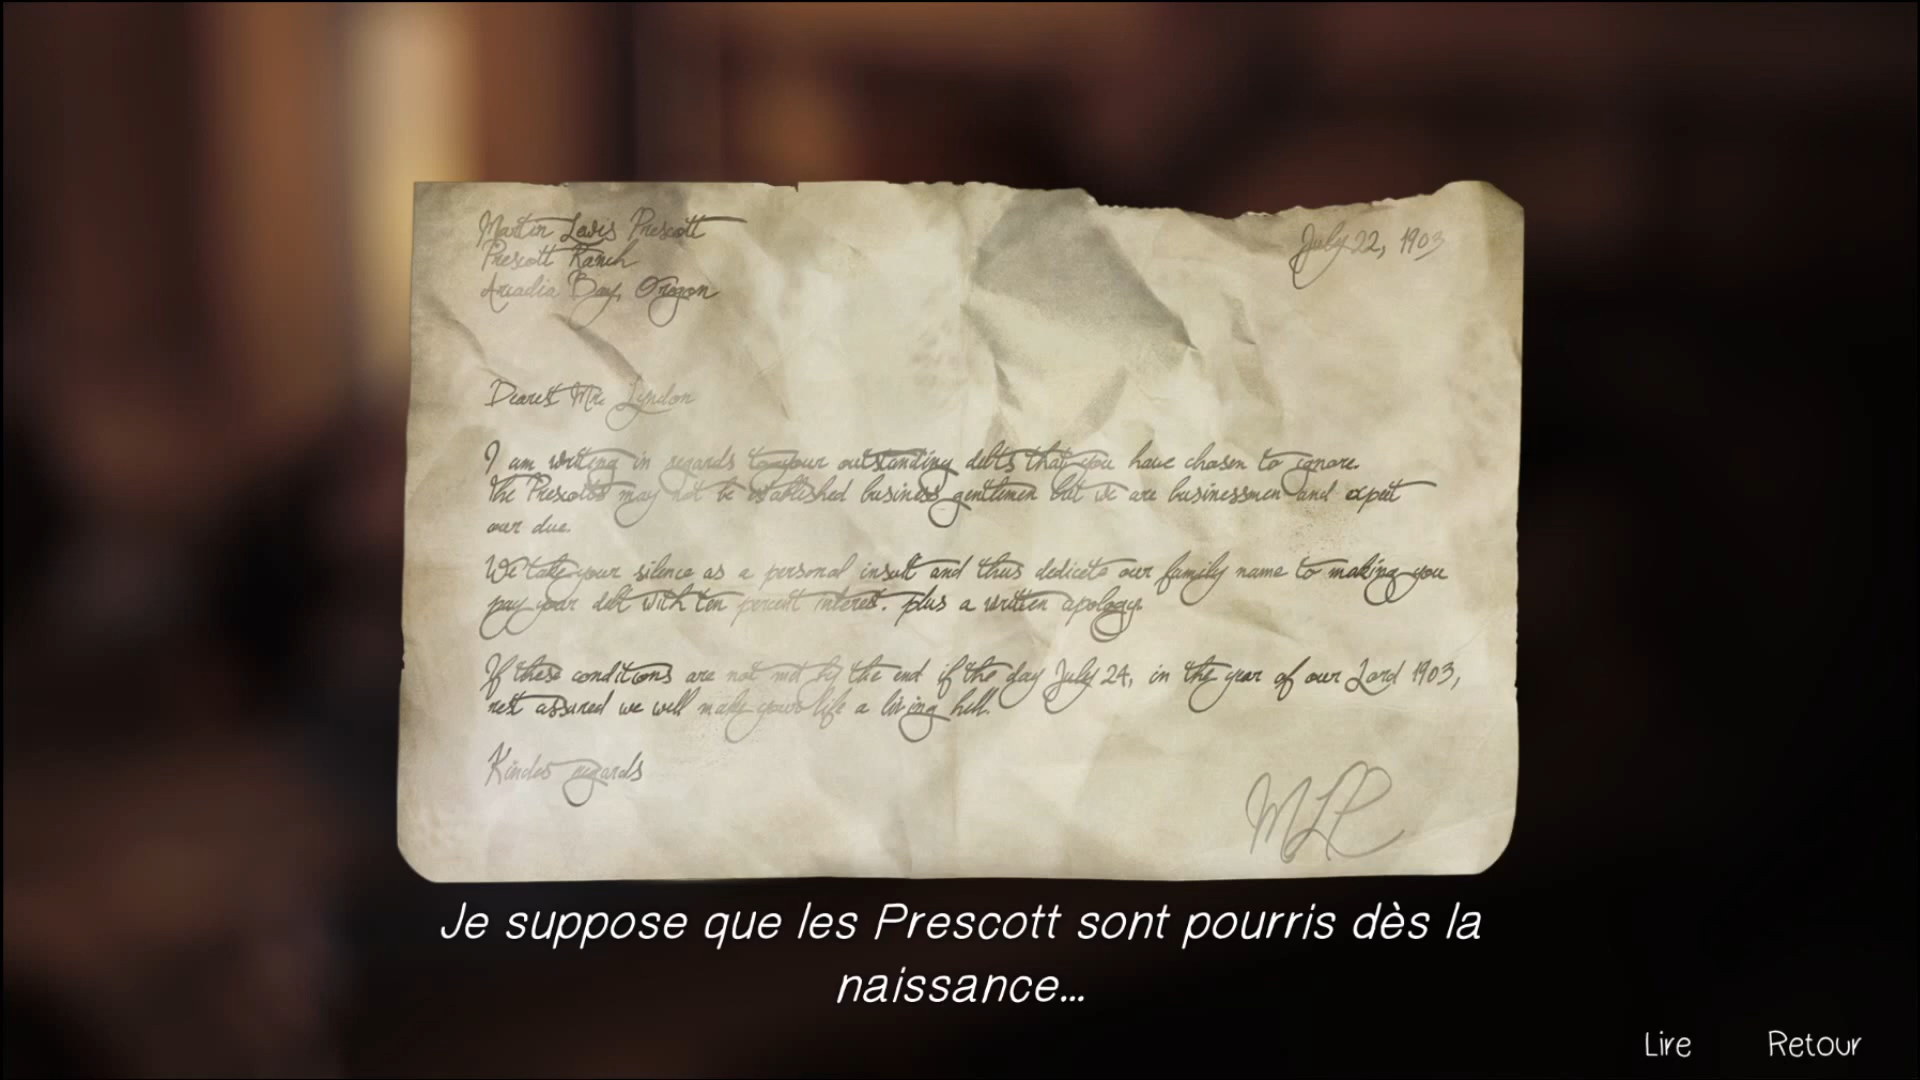 Martin Lewis Prescott
July 22, 1903
Prescott Ranch
Arcadia Bay, Oregon
Dearest Mr. Lyndon
I am writing in regards to your outstanding debts that you have chosen to ignore.
The Prescotts may not be established business gentlemen but we are businessmen and expect
our due.
We take your silence as a personal insult and thus dedicate our family name to making you
pay your debt with ten percent interest. plus a written apology.
If these conditions are not met by the end if the day July 24, in the year of our Lord 1903,
rest assured we will make your life a living hell.
Kindes regards
MLP
Je suppose que les Prescott sont pourris dès la
naissance...
Lire Retour